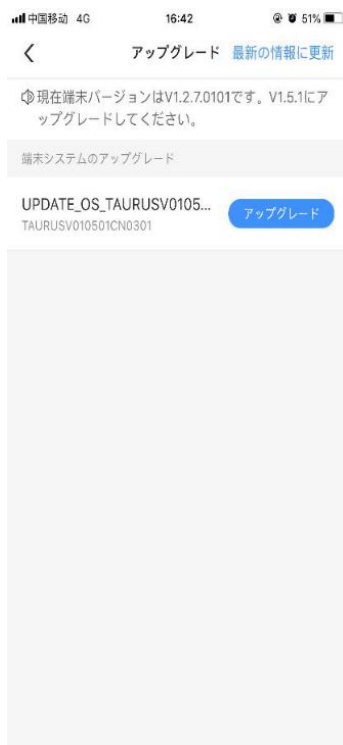 中国移动 4G 16:42 51%
アップグレード 最新の情報に更新
現在端末バージョンはV1.2.7.0101です。V1.5.1にア
ップグレードしてください。
端末システムのアップグレード
UPDATE_OS_TAURUSV0105...
アップグレード
TAURUSV010501CN0301